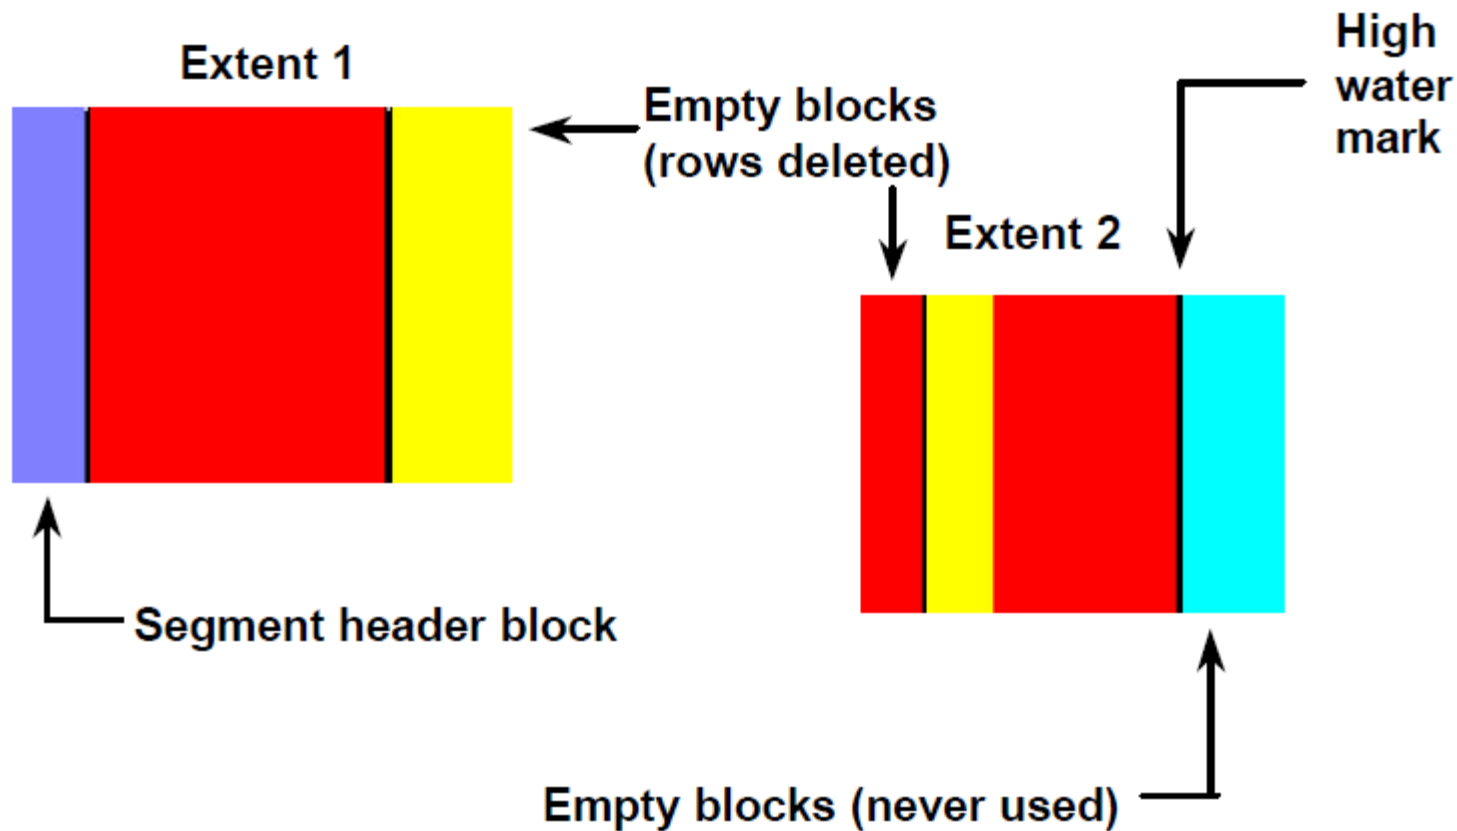 Extent 1
Empty blocks
(rows deleted)
High
water
mark
Extent 2
Segment header block
Empty blocks (never used)